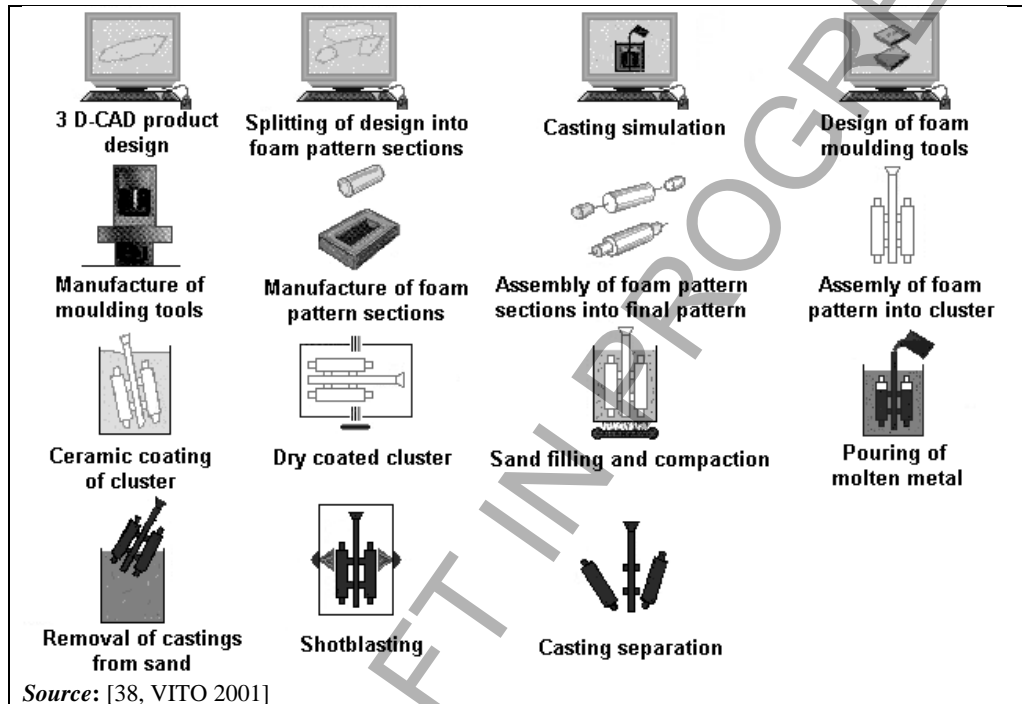 3 D-CAD product
design
Splitting of design into
foam pattern sections
Casting simulation
Design of foam
moulding tools
Manufacture of
moulding tools
Manufacture of foam
pattern sections
Assembly of foam pattern
sections into final pattern
Assemly of foam
pattern into cluster
Ceramic coating
of cluster
Dry coated cluster
Sand filling and compaction
Pouring of
molten metal
Removal of castings
from sand
Shotblasting
Casting separation
Source: [38, VITO 2001]
FT IN PROGRE